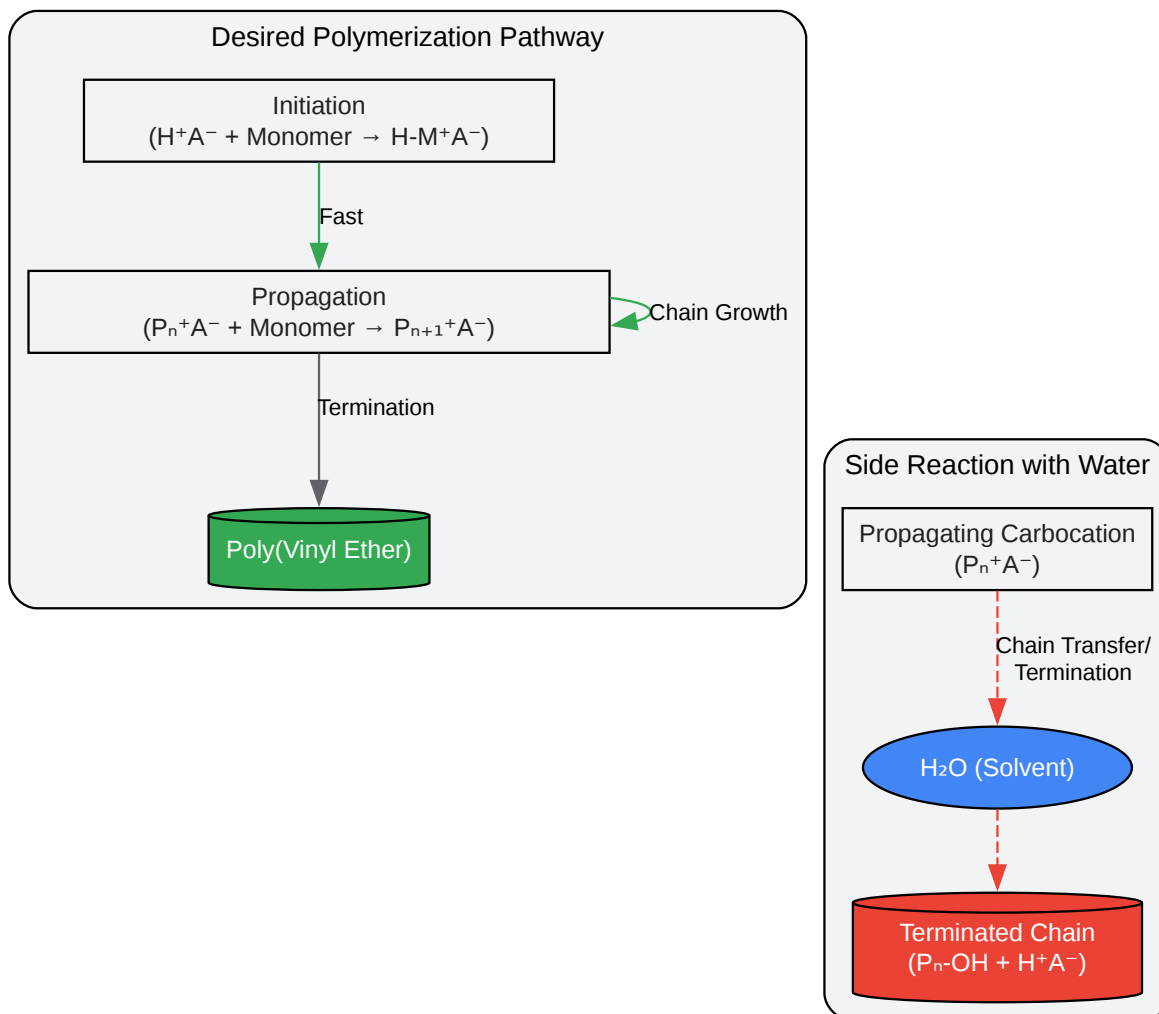 Desired Polymerization Pathway
Initiation
(H⁺A⁻ + Monomer → H-M⁺A⁻)
Fast
Propagation
(Pₙ⁺A⁻ + Monomer → Pₙ₊₁⁺A⁻)
Chain Growth
Termination
Poly(Vinyl Ether)
Side Reaction with Water
Propagating Carbocation
(Pₙ⁺A⁻)
Chain Transfer/
Termination
H₂O (Solvent)
Terminated Chain
(Pₙ-OH + H⁺A⁻)